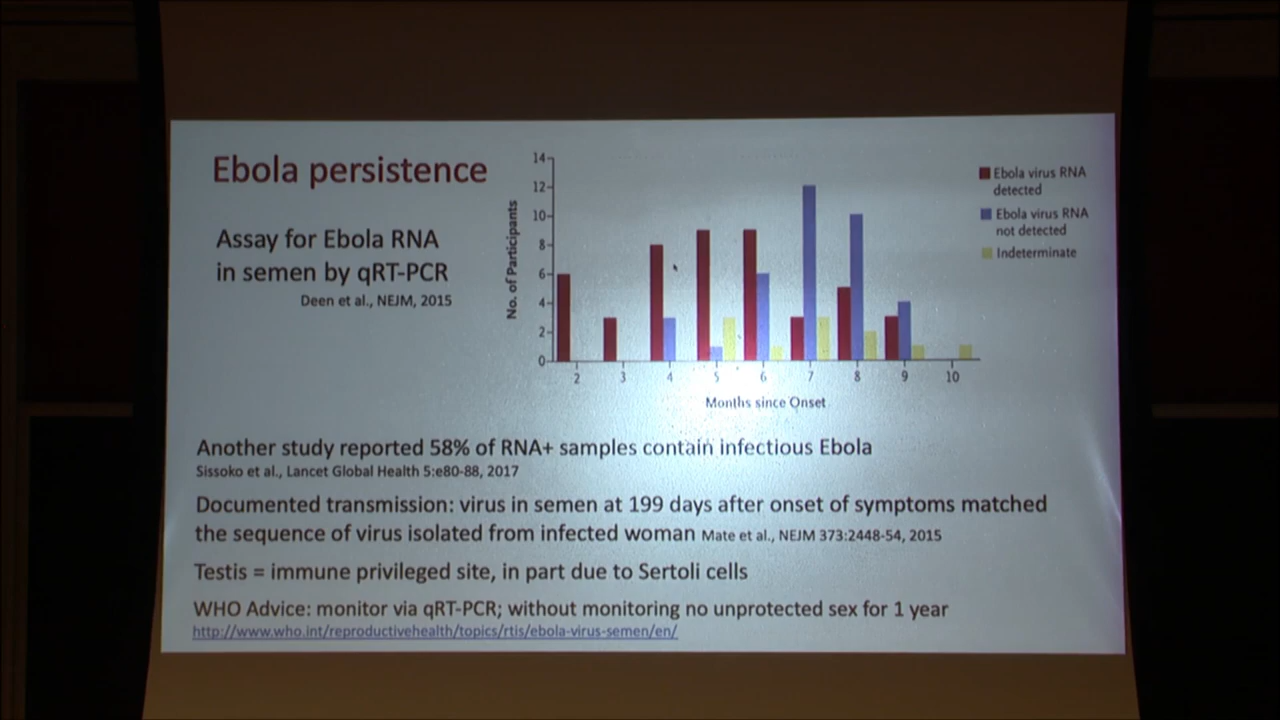 Ebola persistence
Assay for Ebola RNA
in semen by qRT-PCR
Deen et al., NEJM, 2015
No. of Participants
14
12
10
8
6
4
2
0
2 3 4 5 6 7 8 9 10
Months since Onset
Ebola virus RNA
detected
Ebola virus RNA
not detected
Indeterminate
Another study reported 58% of RNA+ samples contain infectious Ebola
Sissoko et al., Lancet Global Health 5:e80-88, 2017
Documented transmission: virus in semen at 199 days after onset of symptoms matched
the sequence of virus isolated from infected woman Mate et al., NEJM 373:2448-54, 2015
Testis = immune privileged site, in part due to Sertoli cells
WHO Advice: monitor via qRT-PCR; without monitoring no unprotected sex for 1 year
http://www.who.int/reproductivehealth/topics/rtis/ebola-virus-semen/en/